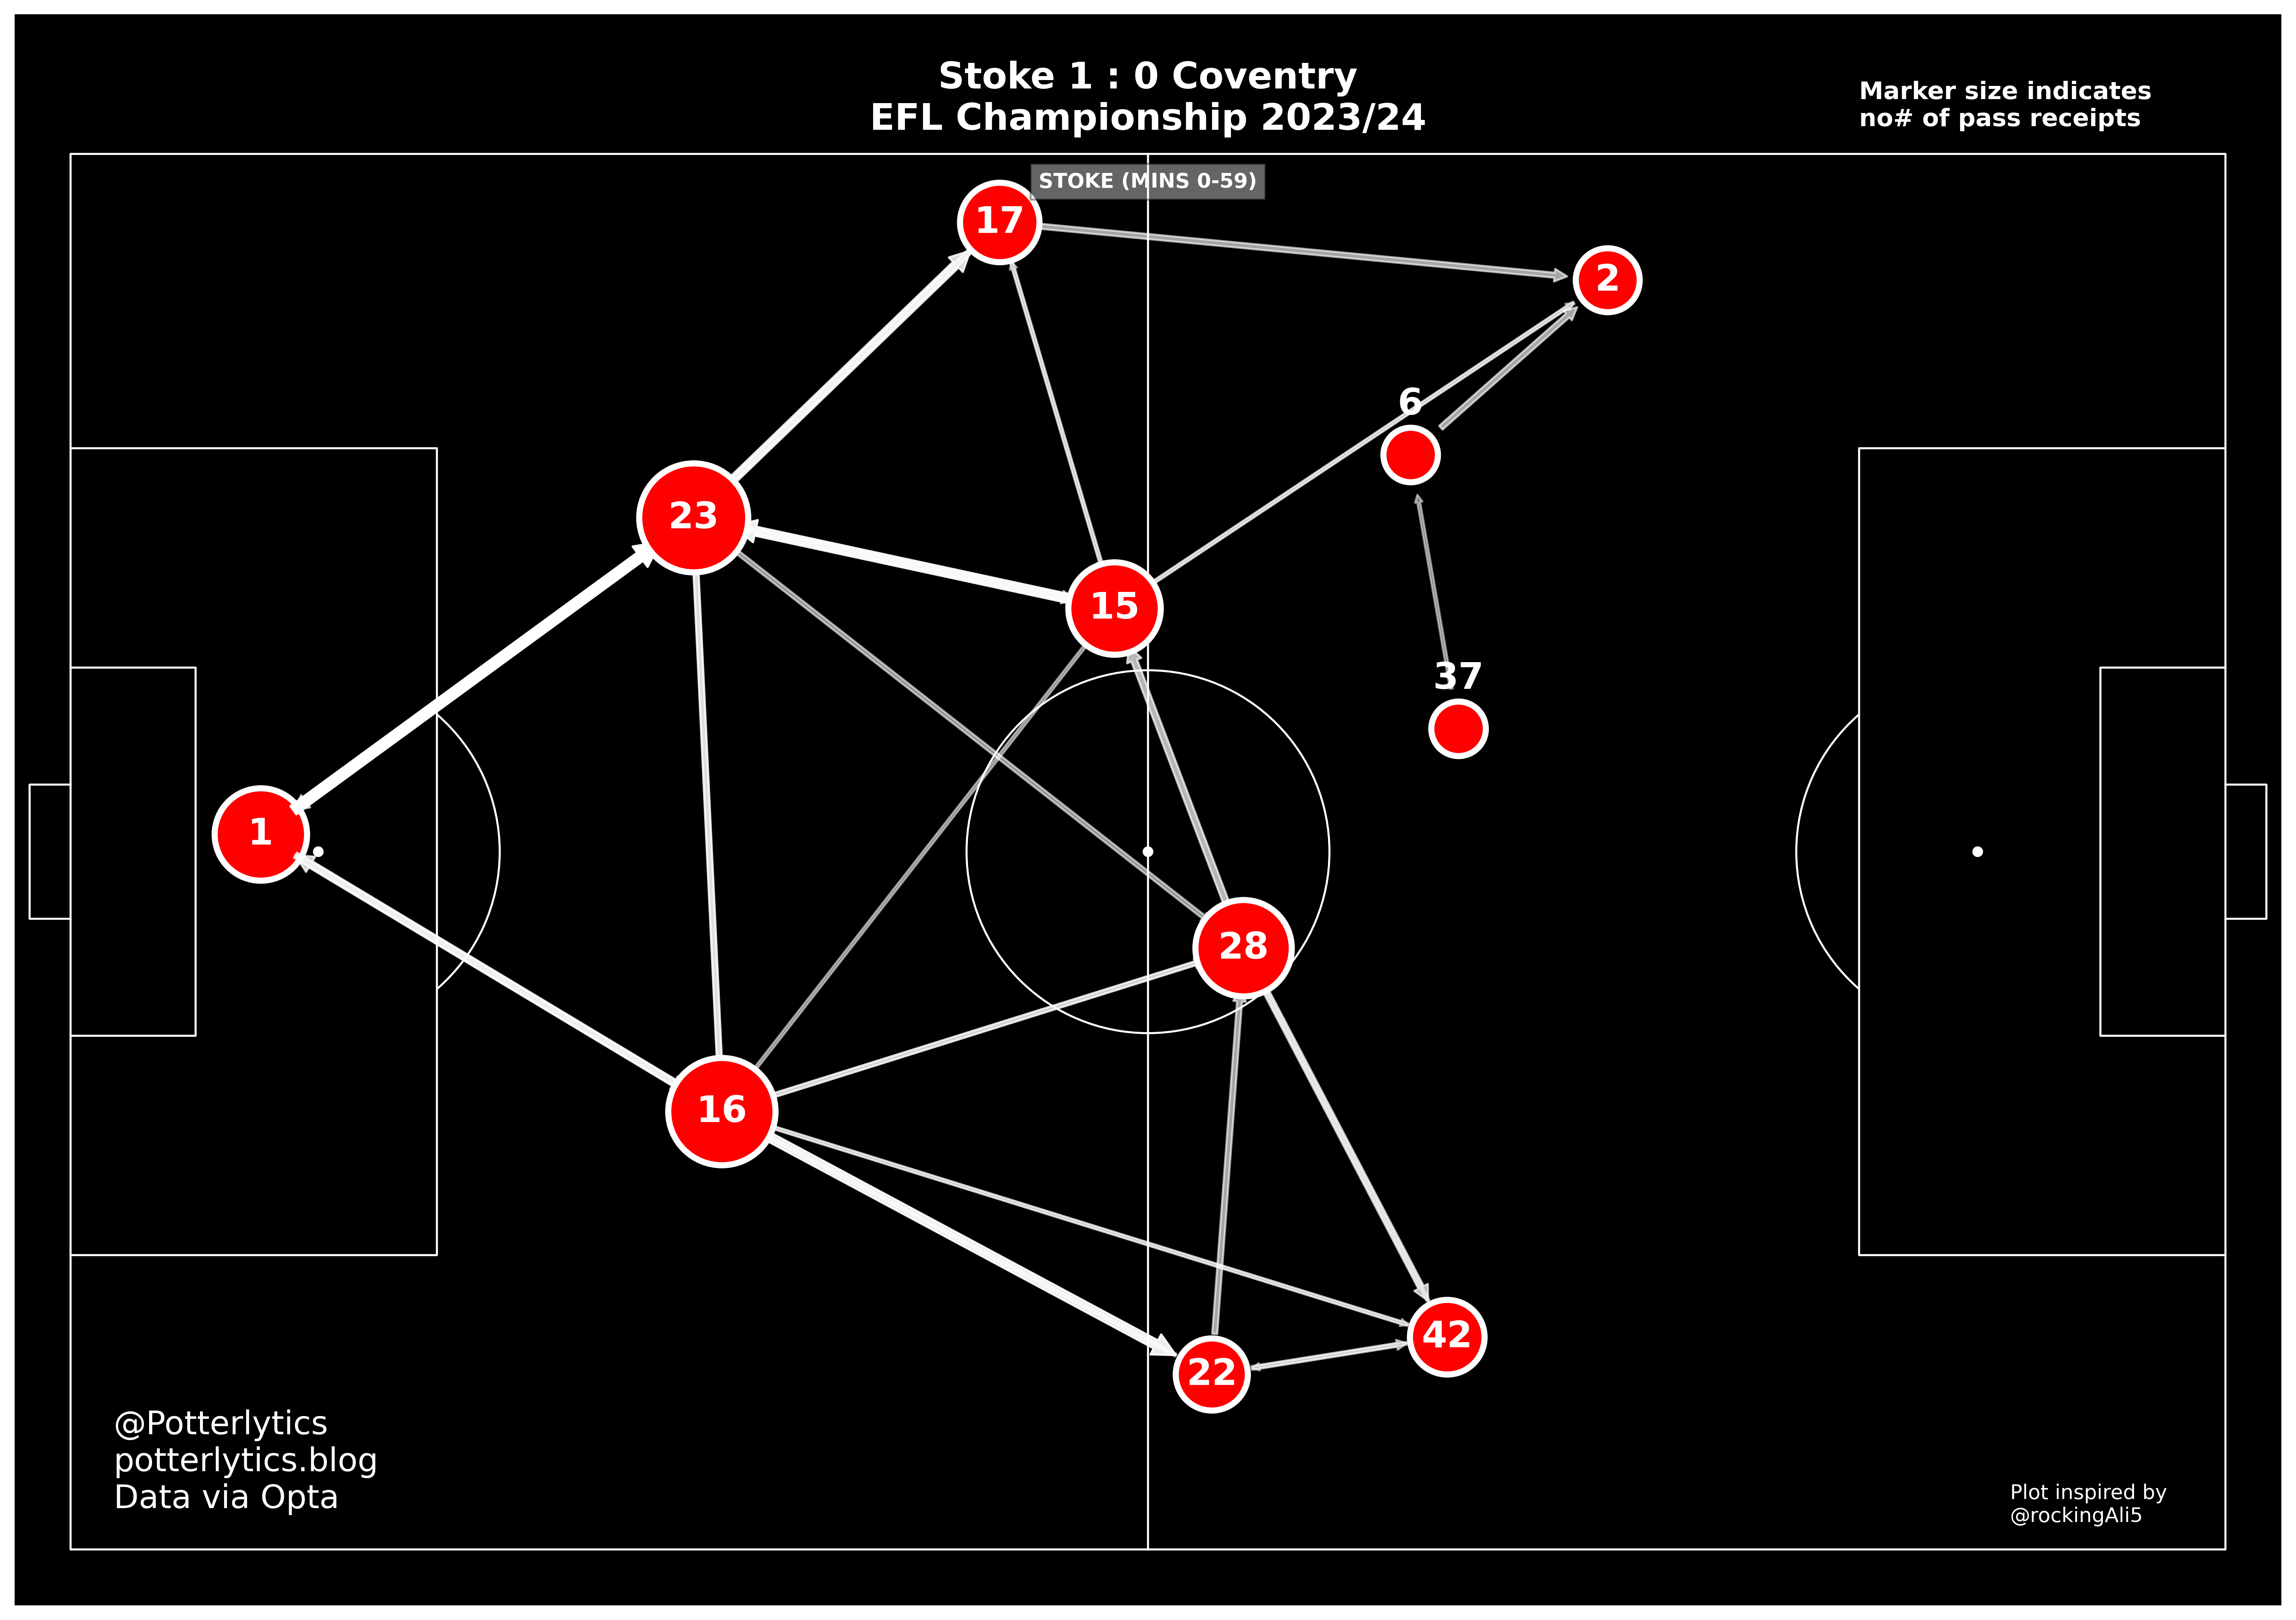 Stoke 1 : 0 Coventry
EFL Championship 2023/24
Marker size indicates
no# of pass receipts
STOKE (MINS 0-59)
17
2
6
23
15
37
1
28
16
42
22
@Potterlytics
potterlytics.blog
Data via Opta
Plot inspired by
@rockingAli5